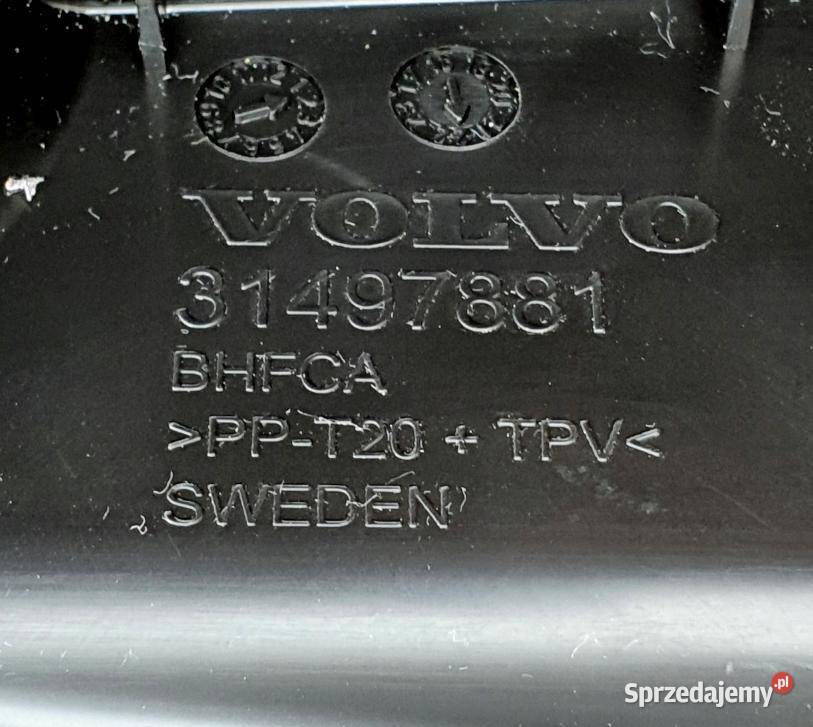 VOLVO
31497881
BHFCA
>PP-T20 + TPV<
SWEDEN
Sprzedajemy.pl